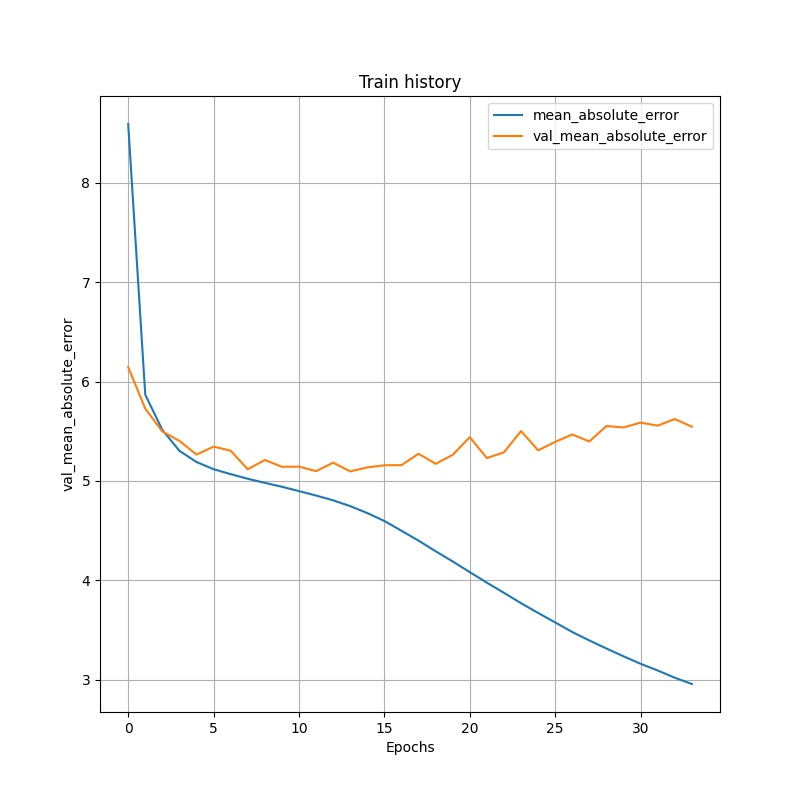 Train history
mean_absolute_error
val_mean_absolute_error
val_mean_absolute_error
8
7
6
5
4
3
0 5 10 15 20 25 30
Epochs